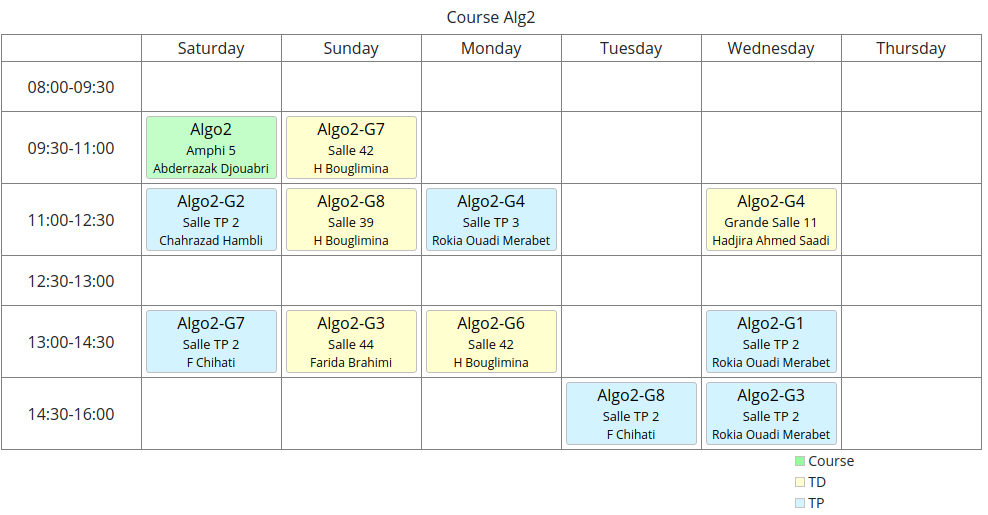 Course Alg2
Saturday Sunday Monday Tuesday Wednesday Thursday
08:00-09:30
09:30-11:00
Algo2
Amphi 5
Abderrazak Djouabri
Algo2-G7
Salle 42
H Bouglimina
11:00-12:30
Algo2-G2
Salle TP 2
Chahrazad Hambli
Algo2-G8
Salle 39
H Bouglimina
Algo2-G4
Salle TP 3
Rokia Ouadi Merabet
Algo2-G4
Grande Salle 11
Hadjira Ahmed Saadi
12:30-13:00
13:00-14:30
Algo2-G7
Salle TP 2
F Chihati
Algo2-G3
Salle 44
Farida Brahimi
Algo2-G6
Salle 42
H Bouglimina
Algo2-G1
Salle TP 2
Rokia Ouadi Merabet
14:30-16:00
Algo2-G8
Salle TP 2
F Chihati
Algo2-G3
Salle TP 2
Rokia Ouadi Merabet
Course
TD
TP